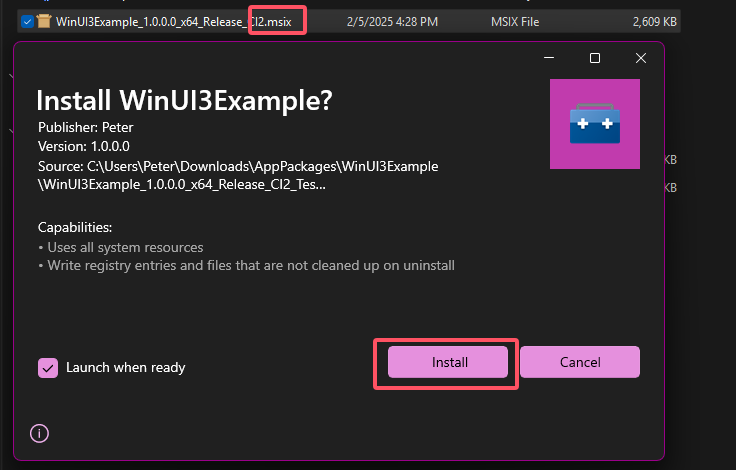 WinUI3Example_1.0.0.0_x64_Release_CI2.msix 2/5/2025 4:28 PM MSIX File 2,609 KB
Install WinUI3Example?
Publisher: Peter
Version: 1.0.0.0
Source: C:\Users\Peter\Downloads\AppPackages\WinUI3Example
\WinUI3Example_1.0.0.0_x64_Release_CI2_Tes...
KB
KB
Capabilities:
• Uses all system resources
• Write registry entries and files that are not cleaned up on uninstall
Launch when ready
Install
Cancel